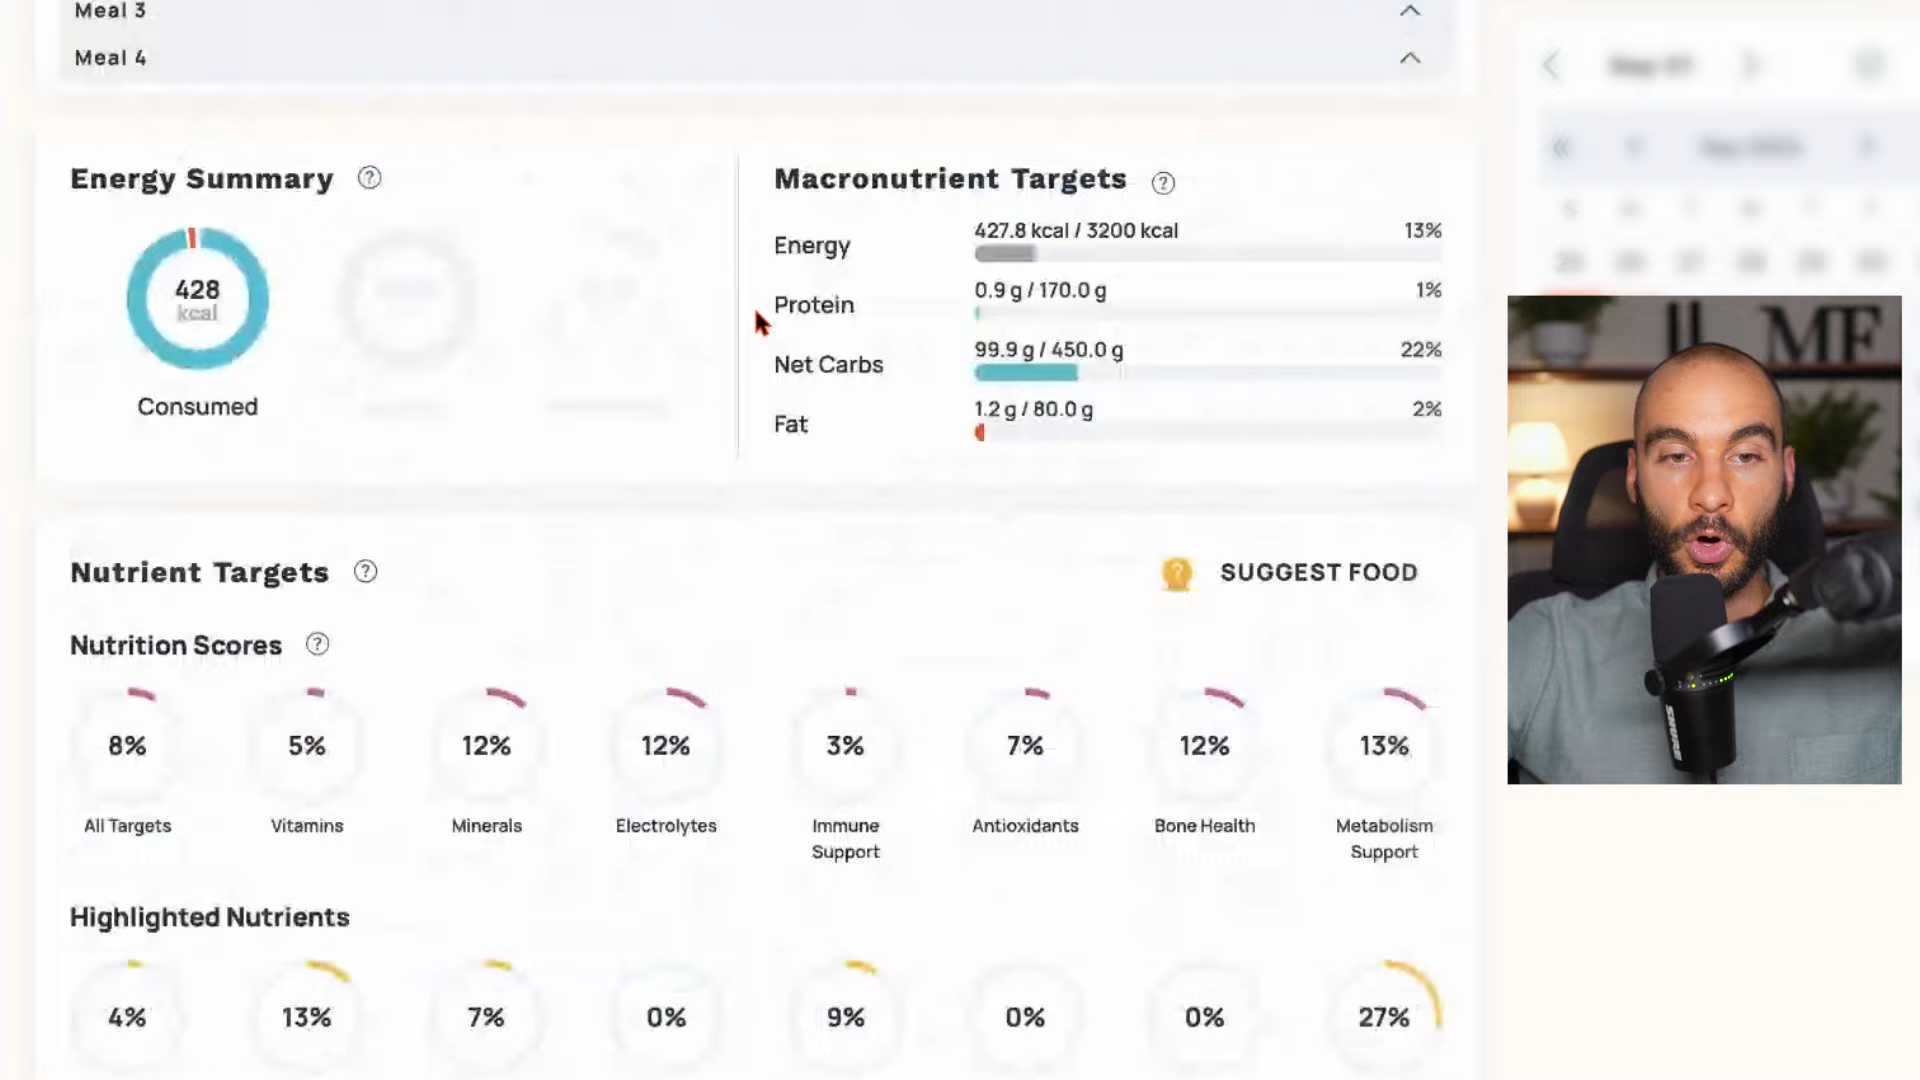 Meal 3
Meal 4
Energy Summary ?
428
kcal
Consumed
Macronutrient Targets ?
Energy 427.8 kcal / 3200 kcal 13%
Protein 0.9 g / 170.0 g 1%
Net Carbs 99.9 g / 450.0 g 22%
Fat 1.2 g / 80.0 g 2%
Nutrient Targets ?
? SUGGEST FOOD
Nutrition Scores ?
8% 5% 12% 12% 3% 7% 12% 13%
All Targets Vitamins Minerals Electrolytes Immune Support Antioxidants Bone Health Metabolism Support
Highlighted Nutrients
4% 13% 7% 0% 9% 0% 0% 27%
MF
SHURE